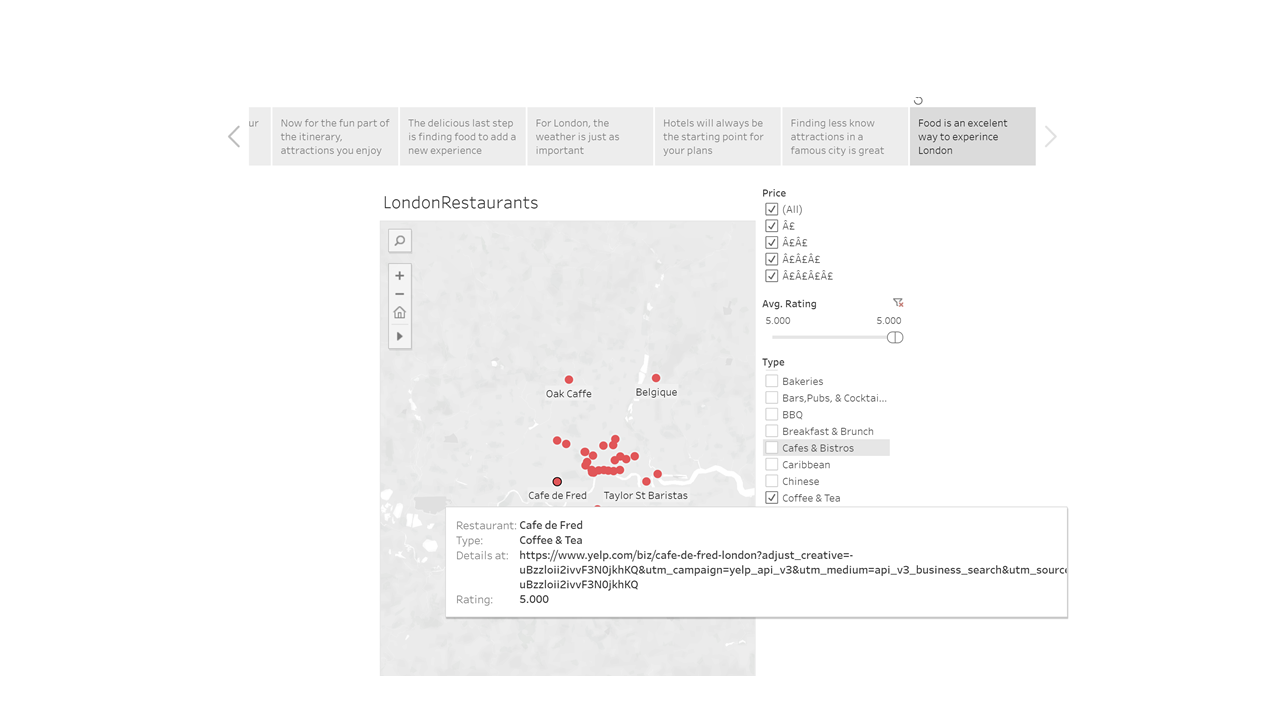 ur
Now for the fun part of
the itinerary,
attractions you enjoy
The delicious last step
is finding food to add a
new experience
For London, the
weather is just as
important
Hotels will always be
the starting point for
your plans
Finding less know
attractions in a
famous city is great
Food is an excelent
way to experince
London
LondonRestaurants
Price
(All)
Â£
Â£Â£
Â£Â£Â£
Â£Â£Â£Â£
Avg. Rating
5.000 5.000
Type
Bakeries
Bars,Pubs, & Cocktai...
BBQ
Breakfast & Brunch
Cafes & Bistros
Caribbean
Chinese
Coffee & Tea
Oak Caffe
Belgique
Cafe de Fred
Taylor St Baristas
Restaurant: Cafe de Fred
Type: Coffee & Tea
Details at: https://www.yelp.com/biz/cafe-de-fred-london?adjust_creative=-
uBzzIoii2ivvF3N0jkhKQ&utm_campaign=yelp_api_v3&utm_medium=api_v3_business_search&utm_source
uBzzIoii2ivvF3N0jkhKQ
Rating: 5.000